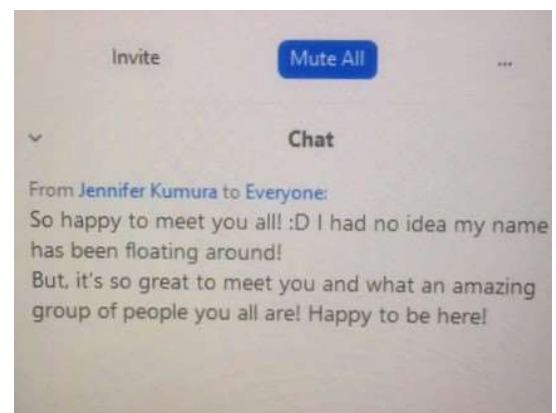 Invite Mute All ...
Chat
From Jennifer Kumura to Everyone:
So happy to meet you all! :D I had no idea my name
has been floating around!
But, it's so great to meet you and what an amazing
group of people you all are! Happy to be here!